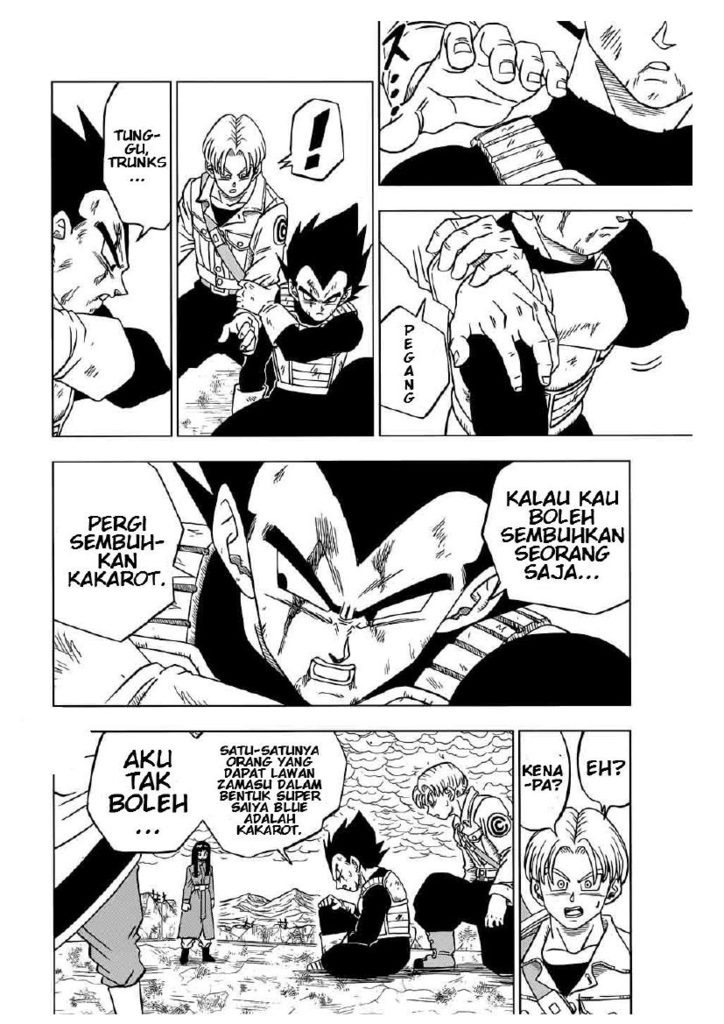 ス...
PEGANG
!
TUNG-
GU,
TRUNKS
...
KALAU KAU
BOLEH
SEMBUHKAN
SEORANG
SAJA...
PERGI
SEMBUH-
KAN
KAKAROT.
EH?
KENA
-PA?
SATU-SATUNYA
ORANG YANG
DAPAT LAWAN
ZAMASU DALAM
BENTUK SUPER
SAIYA BLUE
ADALAH
KAKAROT.
AKU
TAK
BOLEH
...